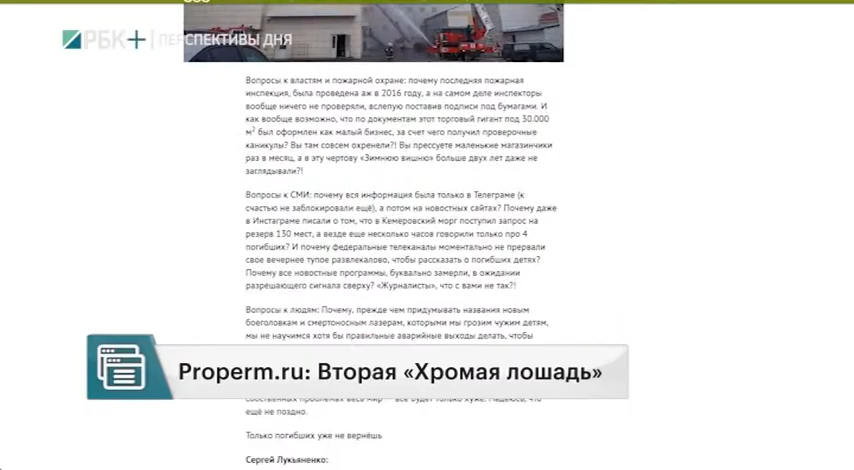 РБК+ | ПЕРСПЕКТИВЫ ДНЯ
Вопросы к властям и пожарной охране: почему последняя пожарная
инспекция, была проведена аж в 2016 году, а на самом деле инспекторы
вообще ничего не проверяли, вслепую поставив подписи под бумагами. И
как вообще возможно, что по документам этот торговый гигант под 30.000
м² был оформлен как малый бизнес, за счет чего получил проверочные
каникулы? Вы там совсем охренели?! Вы прессуете маленькие магазинчики
раз в месяц, а в эту чертову «Зимнюю вишню» больше двух лет даже не
заглядывали?!
Вопросы к СМИ: почему вся информация была только в Телеграме (к
счастью не заблокировали ещё), а потом на новостных сайтах? Почему даже
в Инстаграме писали о том, что в Кемеровский морг поступил запрос на
резерв 130 мест, а везде еще несколько часов говорили только про 4
погибших? И почему федеральные телеканалы моментально не прервали
свое вечернее тупое развлекалово, чтобы рассказать о погибших детях?
Почему все новостные программы, буквально замерли, в ожидании
разрешающего сигнала сверху? «Журналисты», что с вами не так?!
Вопросы к людям: Почему, прежде чем придумывать названия новым
боеголовкам и смертоносным лазерам, которыми мы грозим чужим детям,
мы не научимся хотя бы правильные аварийные выходы делать, чтобы
Properm.ru: Вторая «Хромая лошадь»
ещё не поздно.
Только погибших уже не вернёшь
Сергей Лукьяненко: